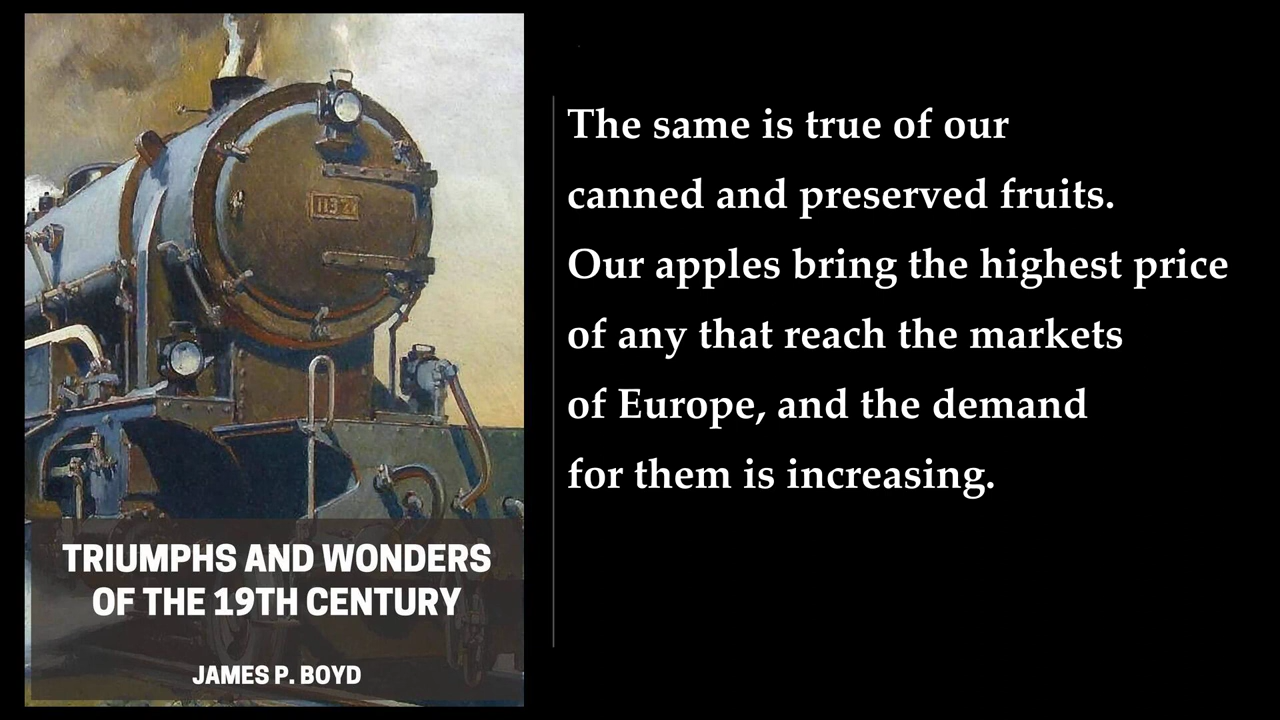 The same is true of our
canned and preserved fruits.
Our apples bring the highest price
of any that reach the markets
of Europe, and the demand
for them is increasing.
TRIUMPHS AND WONDERS
OF THE 19TH CENTURY
JAMES P. BOYD